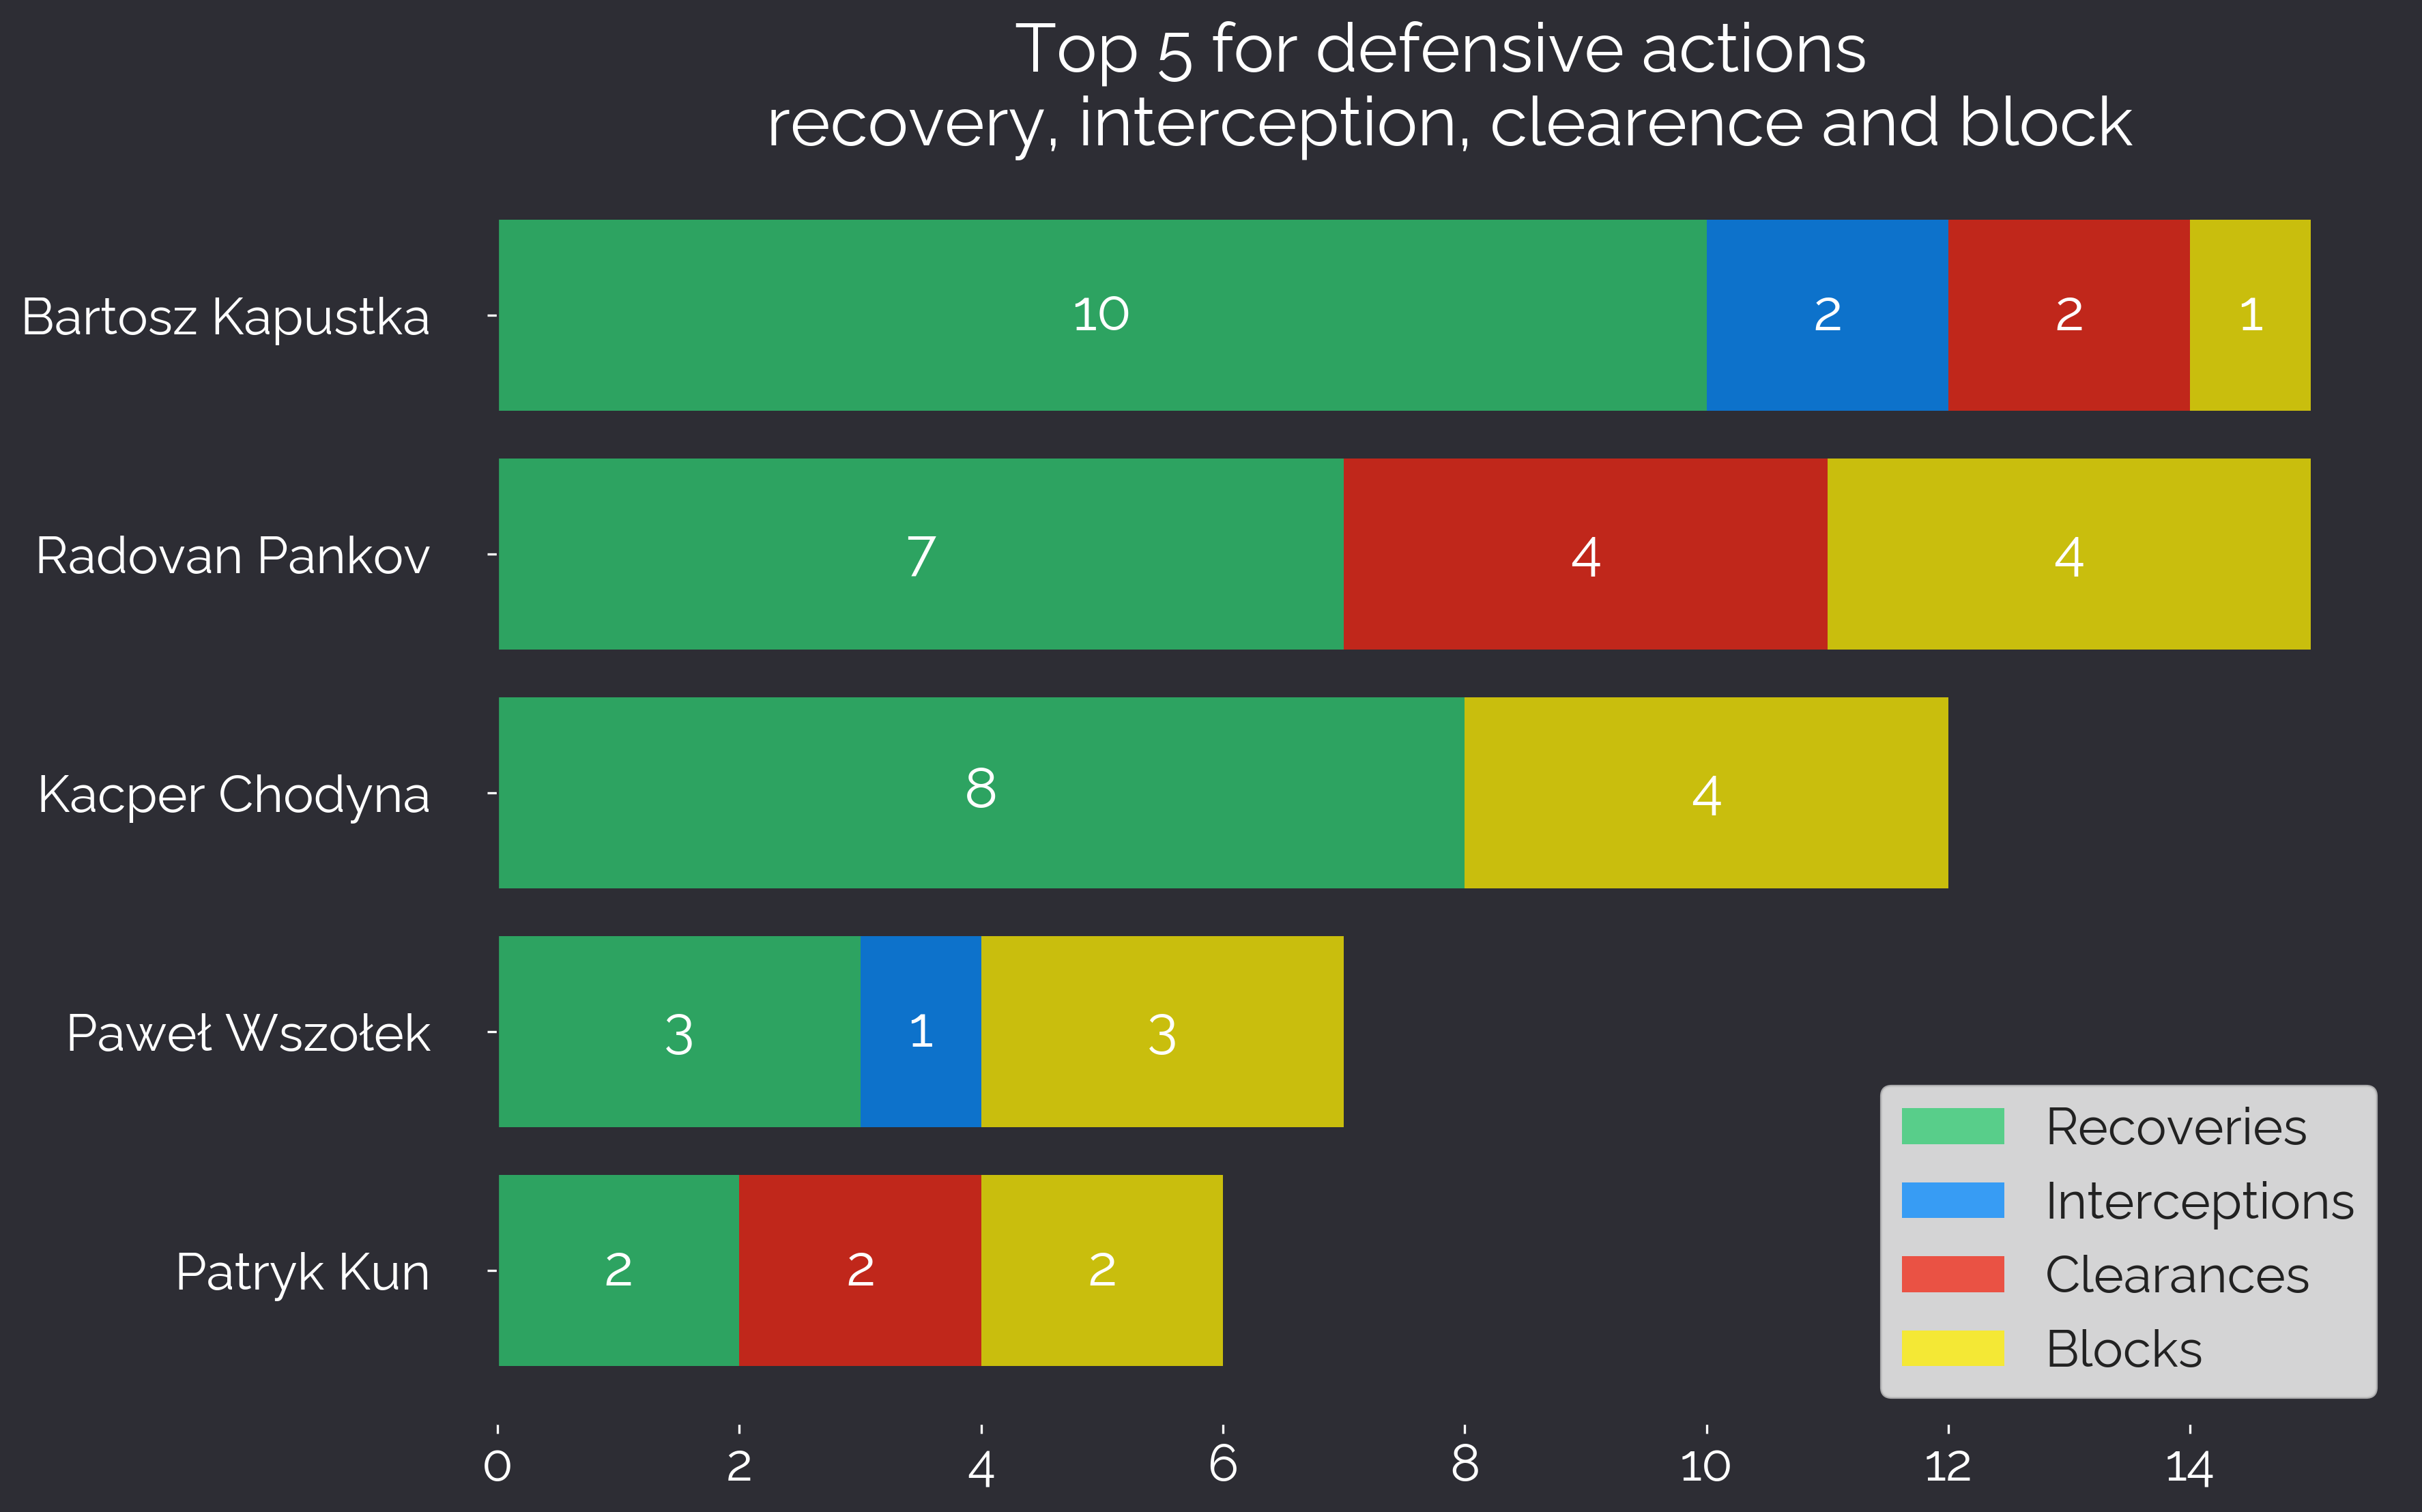 Top 5 for defensive actions
recovery, interception, clearence and block
Bartosz Kapustka 10 2 2 1
Radovan Pankov 7 4 4
Kacper Chodyna 8 4
Paweł Wszołek 3 1 3
Patryk Kun 2 2 2
Recoveries
Interceptions
Clearances
Blocks
0 2 4 6 8 10 12 14